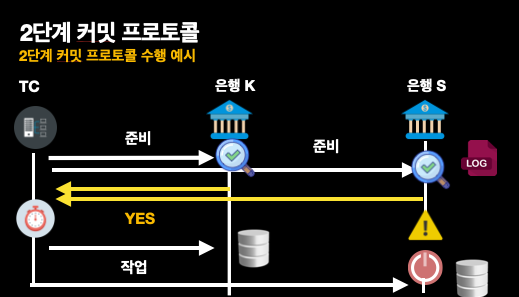 2단계 커밋 프로토콜
2단계 커밋 프로토콜 수행 예시
TC
은행 K
은행 S
준비
준비
LOG
YES
작업